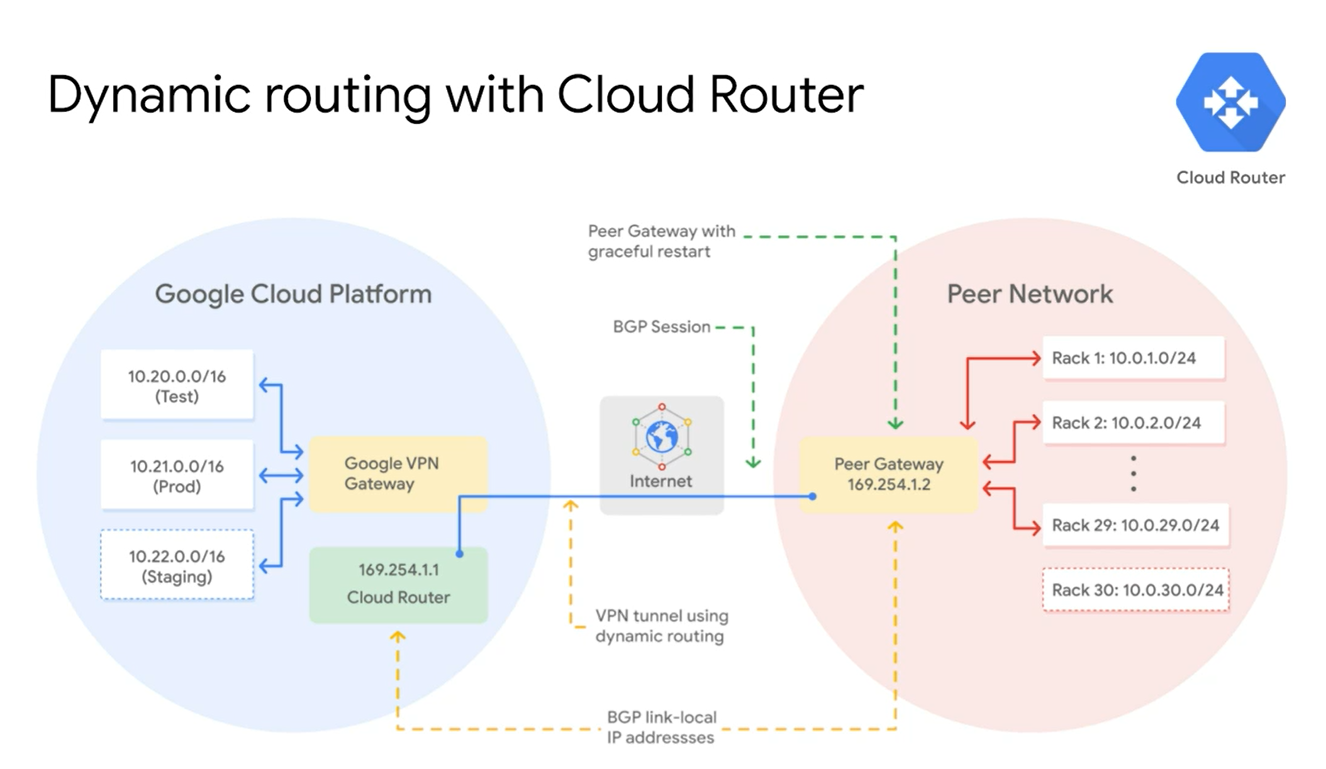 Dynamic routing with Cloud Router
Cloud Router
Peer Gateway with
graceful restart
Google Cloud Platform
Peer Network
BGP Session
10.20.0.0/16
(Test)
10.21.0.0/16
(Prod)
10.22.0.0/16
(Staging)
Google VPN
Gateway
169.254.1.1
Cloud Router
Internet
Peer Gateway
169.254.1.2
Rack 1: 10.0.1.0/24
Rack 2: 10.0.2.0/24
Rack 29: 10.0.29.0/24
Rack 30: 10.0.30.0/24
VPN tunnel using
dynamic routing
BGP link-local
IP addressses